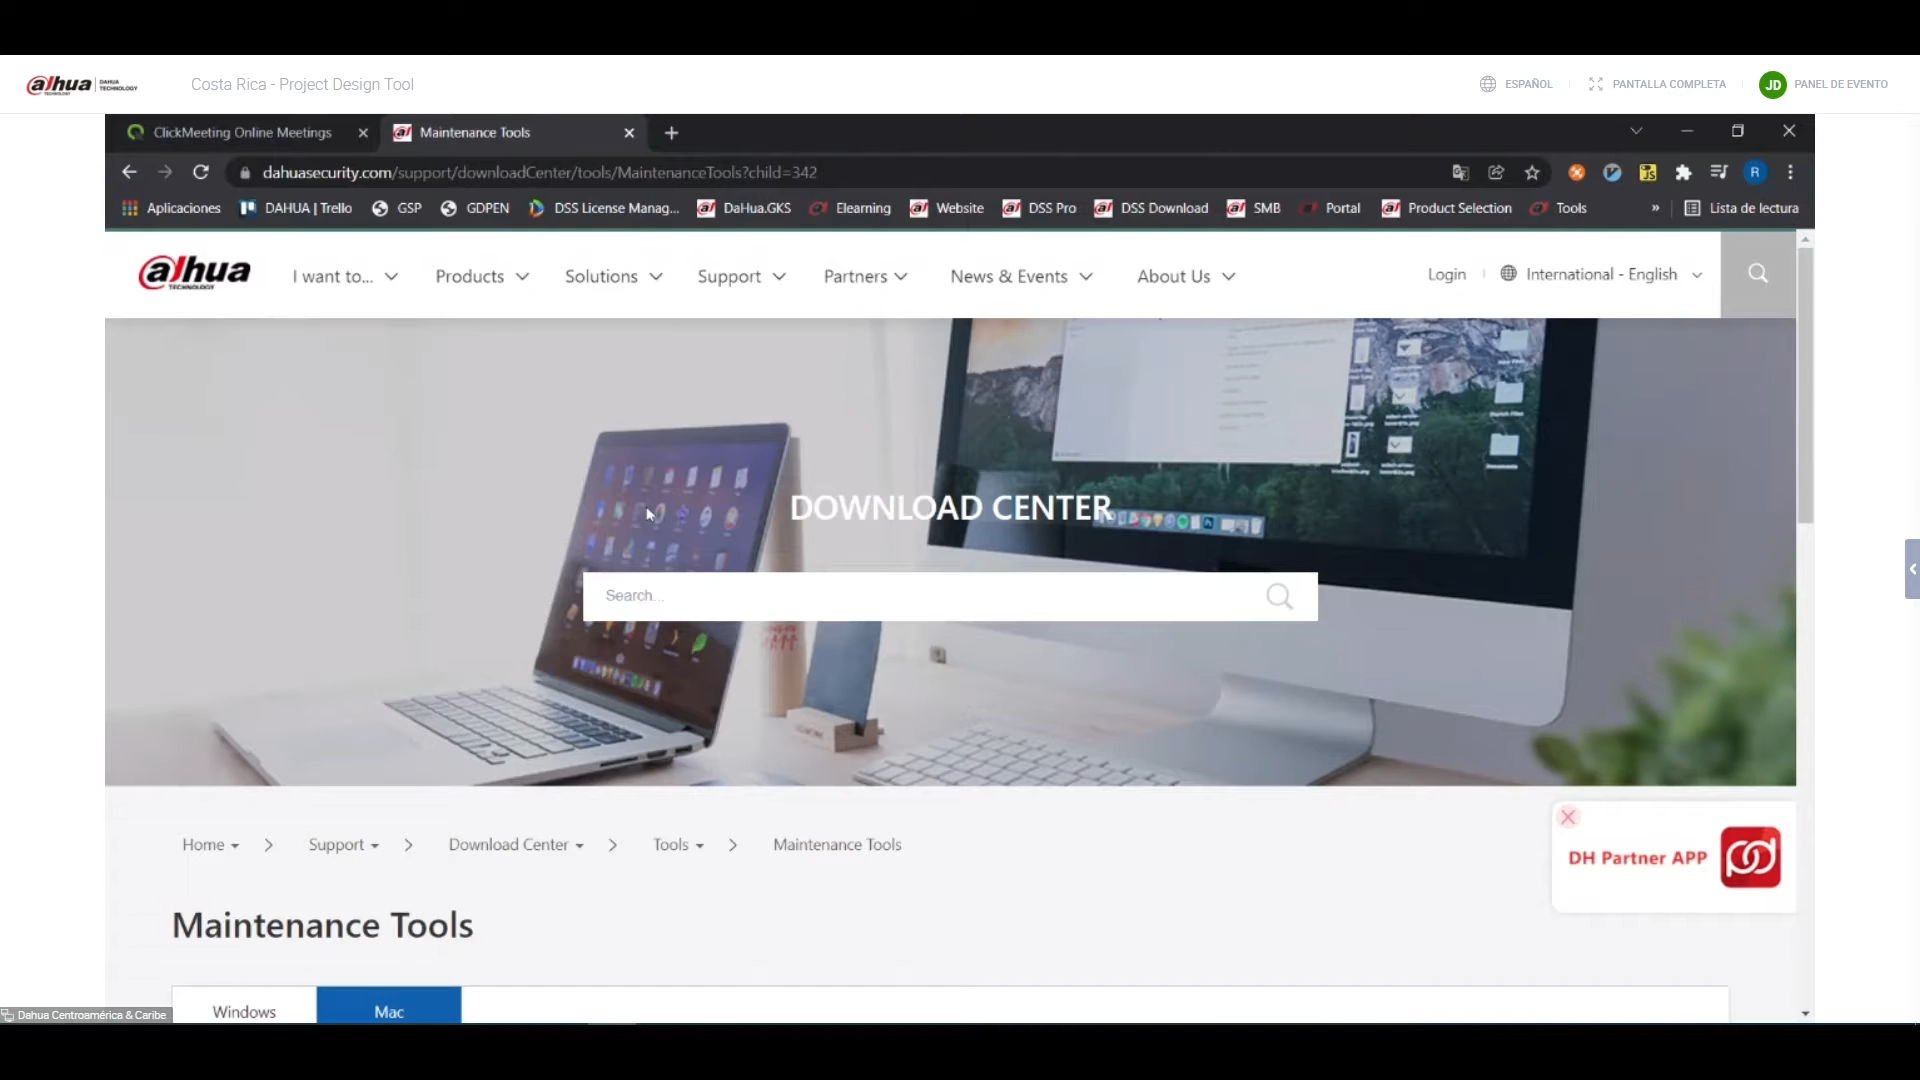 alhua DAHUA TECHNOLOGY
TECHNOLOGY
Costa Rica - Project Design Tool
ESPAÑOL
PANTALLA COMPLETA
JD
PANEL DE EVENTO
ClickMeeting Online Meetings
Maintenance Tools
dahuasecurity.com/support/downloadCenter/tools/MaintenanceTools?child=342
R
Aplicaciones
DAHUA | Trello
GSP
GDPEN
DSS License Manag...
DaHua.GKS
Elearning
Website
DSS Pro
DSS Download
SMB
Portal
Product Selection
Tools
»
Lista de lectura
alhua
TECHNOLOGY
I want to...
Products
Solutions
Support
Partners
News & Events
About Us
Login
International - English
DOWNLOAD CENTER
Search...
Home
Support
Download Center
Tools
Maintenance Tools
DH Partner APP
Maintenance Tools
Windows
Mac
Dahua Centroamérica & Caribe